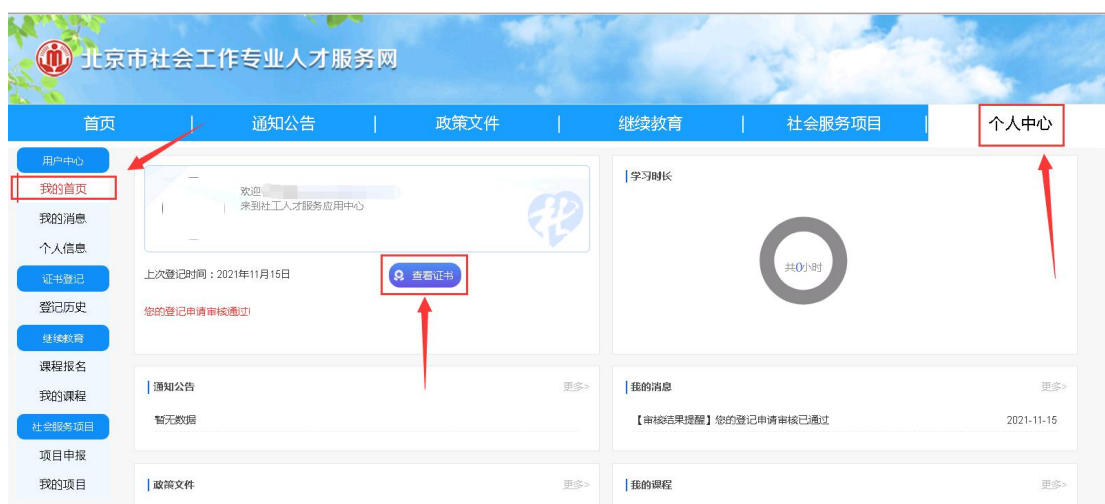 北京市社会工作专业人才服务网
首页 | 通知公告 | 政策文件 | 继续教育 | 社会服务项目 | 个人中心
用户中心
我的首页
我的消息
个人信息
证书登记
登记历史
继续教育
课程报名
我的课程
社会服务项目
项目申报
我的项目
欢迎
来到社工人才服务应用中心
上次登记时间：2021年11月15日
查看证书
您的登记申请审核通过!
学习时长
共0小时
通知公告 更多>
暂无数据
我的消息 更多>
【审核结果提醒】您的登记申请审核已通过 2021-11-15
政策文件 更多>
我的课程 更多>